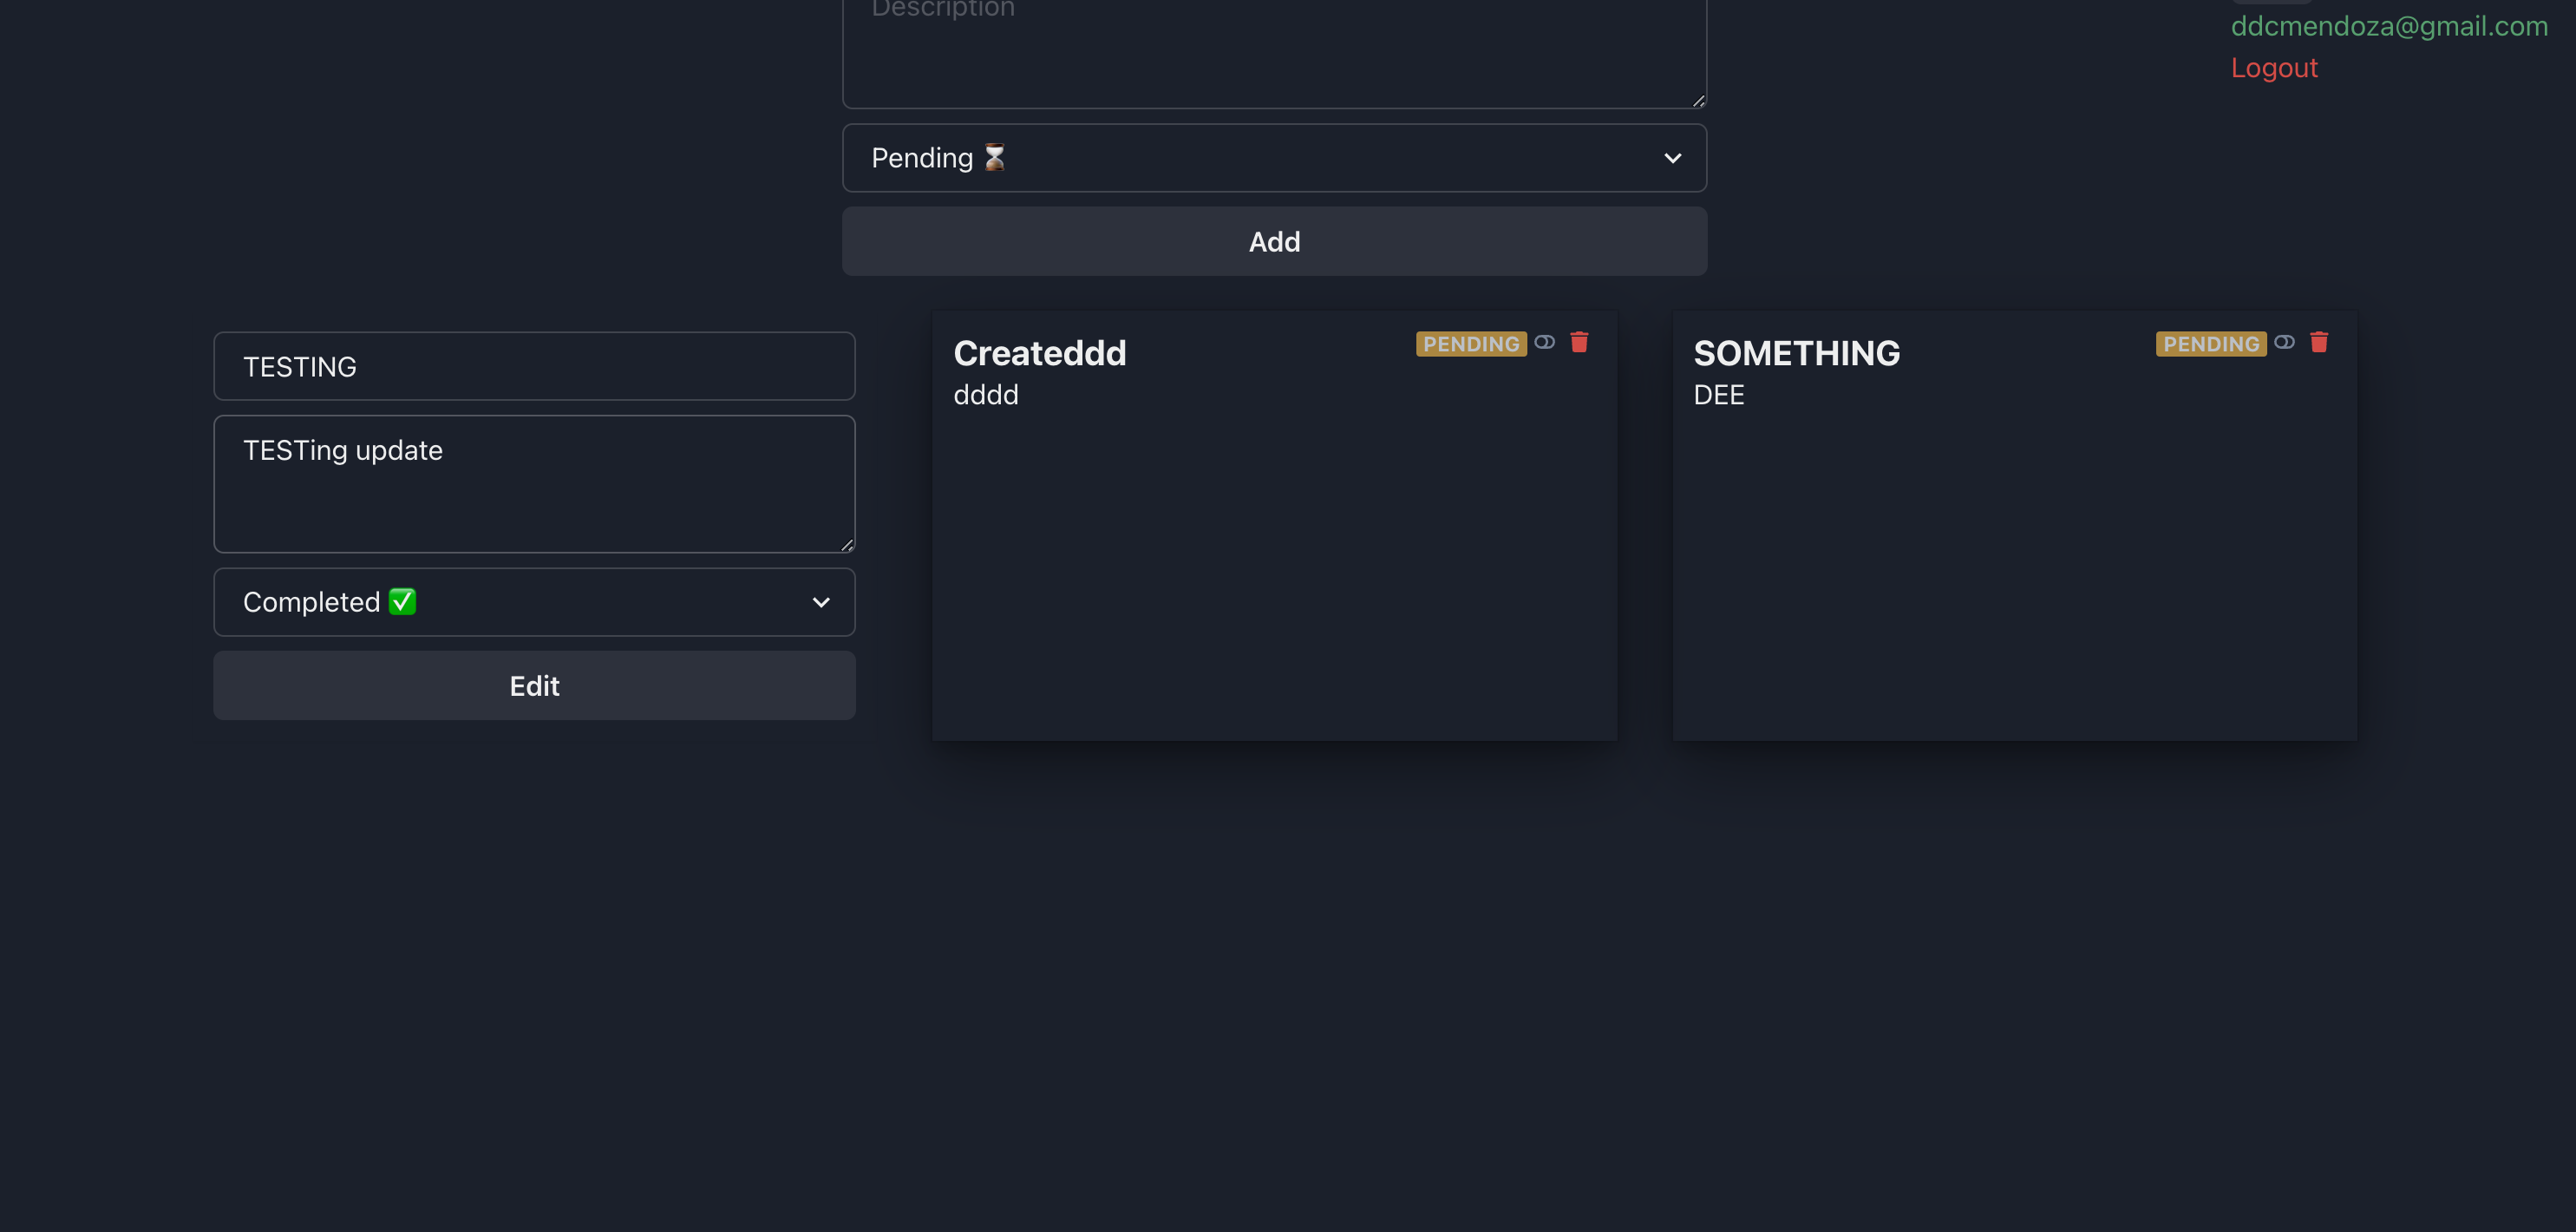 Description
ddcmendoza@gmail.com
Logout
Pending ⏳
Add
TESTING
TESTing update
Completed ✅
Edit
Createddd
PENDING
dddd
SOMETHING
PENDING
DEE